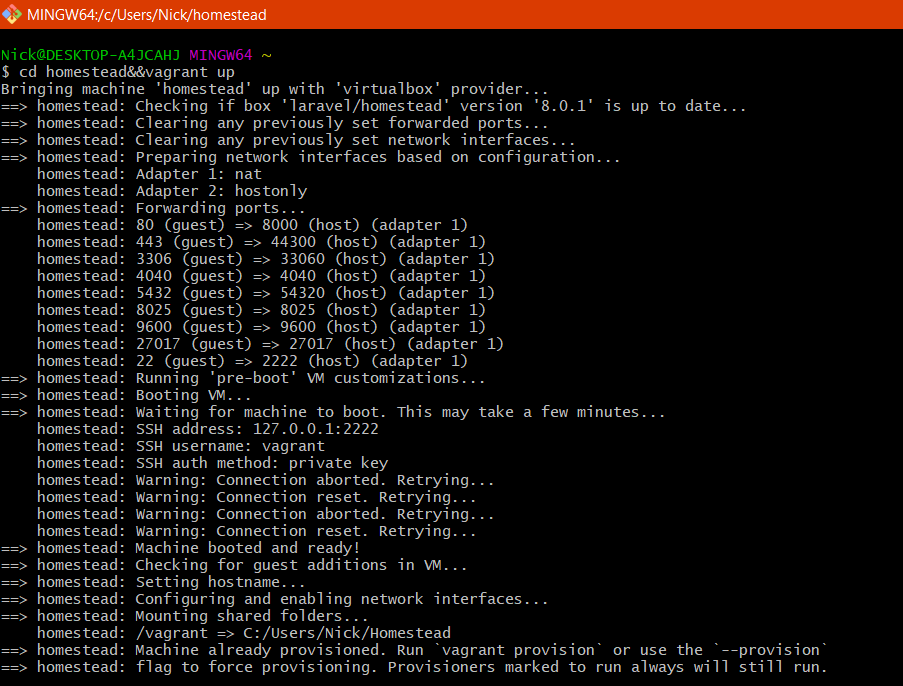 MINGW64:/c/Users/Nick/homestead
Nick@DESKTOP-A4JCAHJ MINGW64 ~
$ cd homestead&&vagrant up
Bringing machine 'homestead' up with 'virtualbox' provider...
==> homestead: Checking if box 'laravel/homestead' version '8.0.1' is up to date...
==> homestead: Clearing any previously set forwarded ports...
==> homestead: Clearing any previously set network interfaces...
==> homestead: Preparing network interfaces based on configuration...
    homestead: Adapter 1: nat
    homestead: Adapter 2: hostonly
==> homestead: Forwarding ports...
    homestead: 80 (guest) => 8000 (host) (adapter 1)
    homestead: 443 (guest) => 44300 (host) (adapter 1)
    homestead: 3306 (guest) => 33060 (host) (adapter 1)
    homestead: 4040 (guest) => 4040 (host) (adapter 1)
    homestead: 5432 (guest) => 54320 (host) (adapter 1)
    homestead: 8025 (guest) => 8025 (host) (adapter 1)
    homestead: 9600 (guest) => 9600 (host) (adapter 1)
    homestead: 27017 (guest) => 27017 (host) (adapter 1)
    homestead: 22 (guest) => 2222 (host) (adapter 1)
==> homestead: Running 'pre-boot' VM customizations...
==> homestead: Booting VM...
==> homestead: Waiting for machine to boot. This may take a few minutes...
    homestead: SSH address: 127.0.0.1:2222
    homestead: SSH username: vagrant
    homestead: SSH auth method: private key
    homestead: Warning: Connection aborted. Retrying...
    homestead: Warning: Connection reset. Retrying...
    homestead: Warning: Connection aborted. Retrying...
    homestead: Warning: Connection reset. Retrying...
==> homestead: Machine booted and ready!
==> homestead: Checking for guest additions in VM...
==> homestead: Setting hostname...
==> homestead: Configuring and enabling network interfaces...
==> homestead: Mounting shared folders...
    homestead: /vagrant => C:/Users/Nick/Homestead
==> homestead: Machine already provisioned. Run `vagrant provision` or use the `--provision`
==> homestead: flag to force provisioning. Provisioners marked to run always will still run.